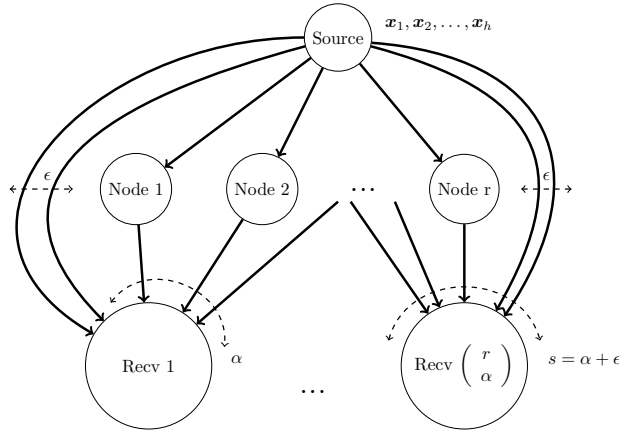 Source
𝒙₁, 𝒙₂, . . . , 𝒙ₕ
ϵ
Node 1
Node 2
...
Node r
ϵ
Recv 1
α
...
Recv ( r α )
s = α + ϵ